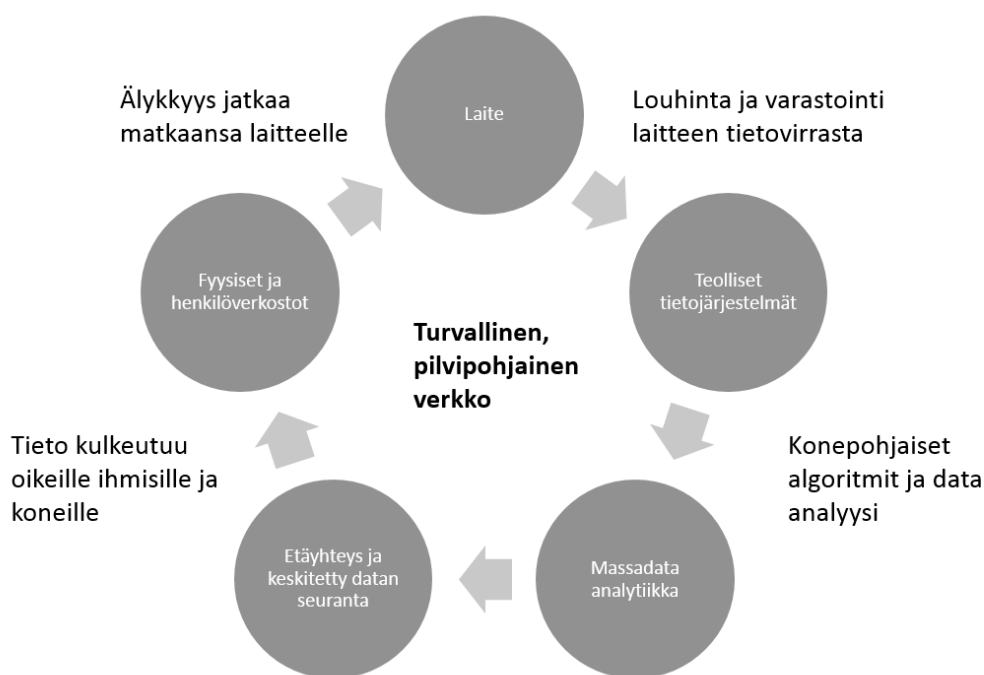 Laite
Älykkyys jatkaa
matkaansa laitteelle
Louhinta ja varastointi
laitteen tietovirrasta
Fyysiset ja
henkilöverkostot
Teolliset
tietojärjestelmät
Turvallinen,
pilvipohjainen
verkko
Tieto kulkeutuu
oikeille ihmisille ja
koneille
Konepohjaiset
algoritmit ja data
analyysi
Etäyhteys ja
keskitetty datan
seuranta
Massadata
analytiikka